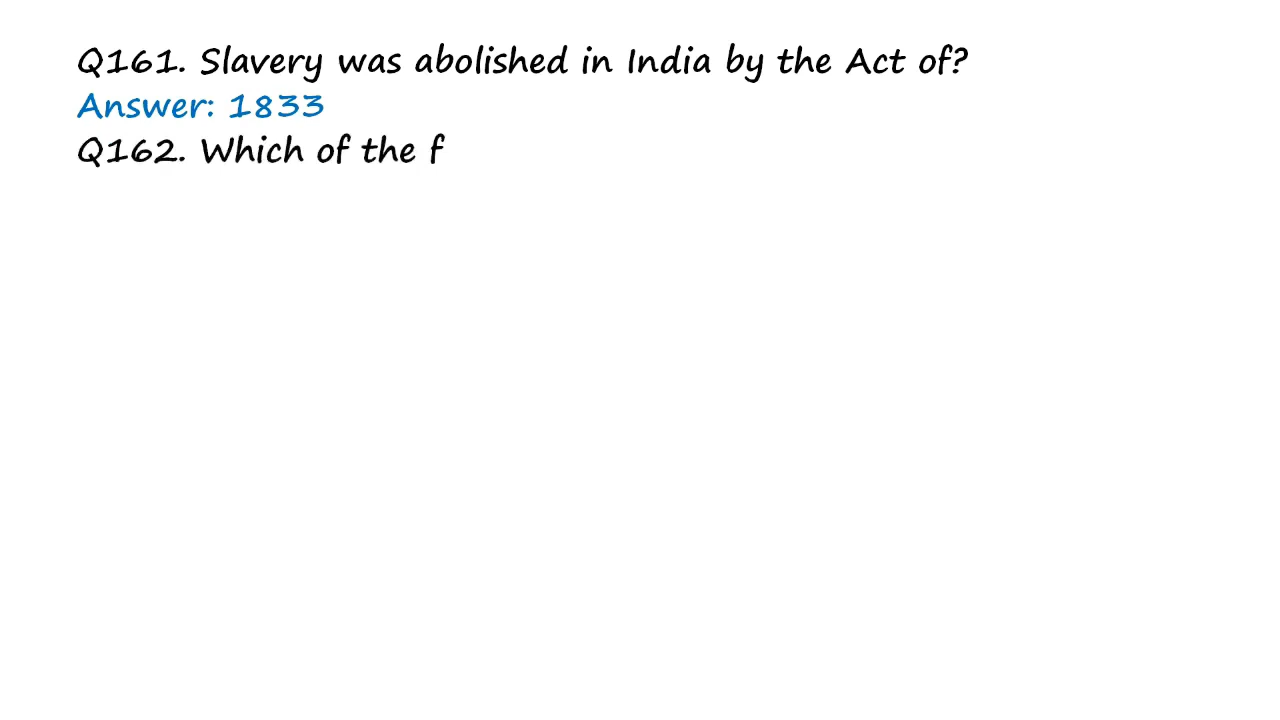 Q161. Slavery was abolished in India by the Act of?
Answer: 1833
Q162. Which of the f